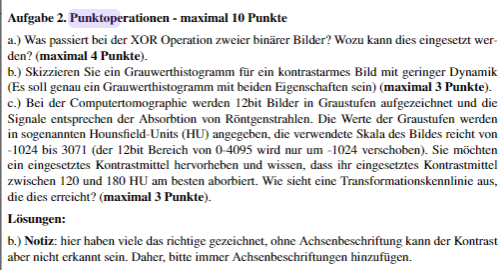 Aufgabe 2. Punktoperationen - maximal 10 Punkte
a.) Was passiert bei der XOR Operation zweier binärer Bilder? Wozu kann dies eingesetzt wer-
den? (maximal 4 Punkte).
b.) Skizzieren Sie ein Grauwerthistogramm für ein kontrastarmes Bild mit geringer Dynamik
(Es soll genau ein Grauwerthistogramm mit beiden Eigenschaften sein) (maximal 3 Punkte).
c.) Bei der Computertomographie werden 12bit Bilder in Graustufen aufgezeichnet und die
Signale entsprechen der Absorbtion von Röntgenstrahlen. Die Werte der Graustufen werden
in sogenannten Hounsfield-Units (HU) angegeben, die verwendete Skala des Bildes reicht von
-1024 bis 3071 (der 12bit Bereich von 0-4095 wird nur um -1024 verschoben). Sie möchten
ein eingesetztes Kontrastmittel hervorheben und wissen, dass ihr eingesetztes Kontrastmittel
zwischen 120 und 180 HU am besten aborbiert. Wie sieht eine Transformationskennlinie aus,
die dies erreicht? (maximal 3 Punkte).
Lösungen:
b.) Notiz: hier haben viele das richtige gezeichnet, ohne Achsenbeschriftung kann der Kontrast
aber nicht erkannt sein. Daher, bitte immer Achsenbeschriftungen hinzufügen.